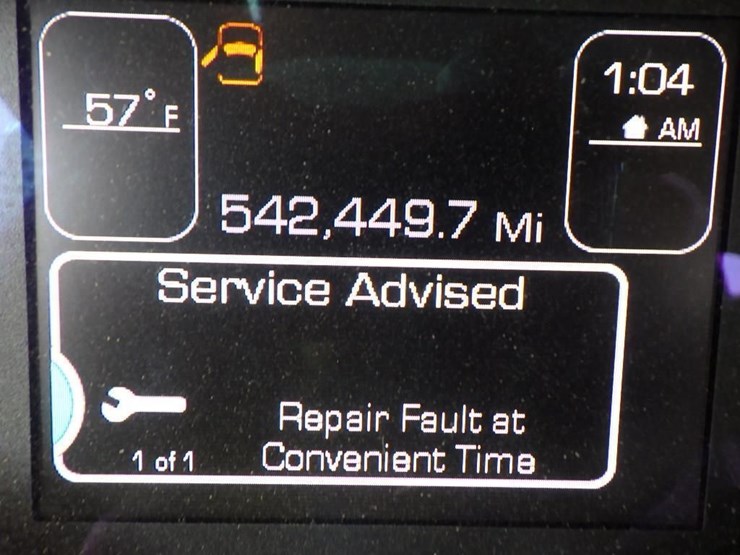 57°F
1:04
AM
542,449.7 Mi
Service Advised
Repair Fault at
Convenient Time
1 of 1